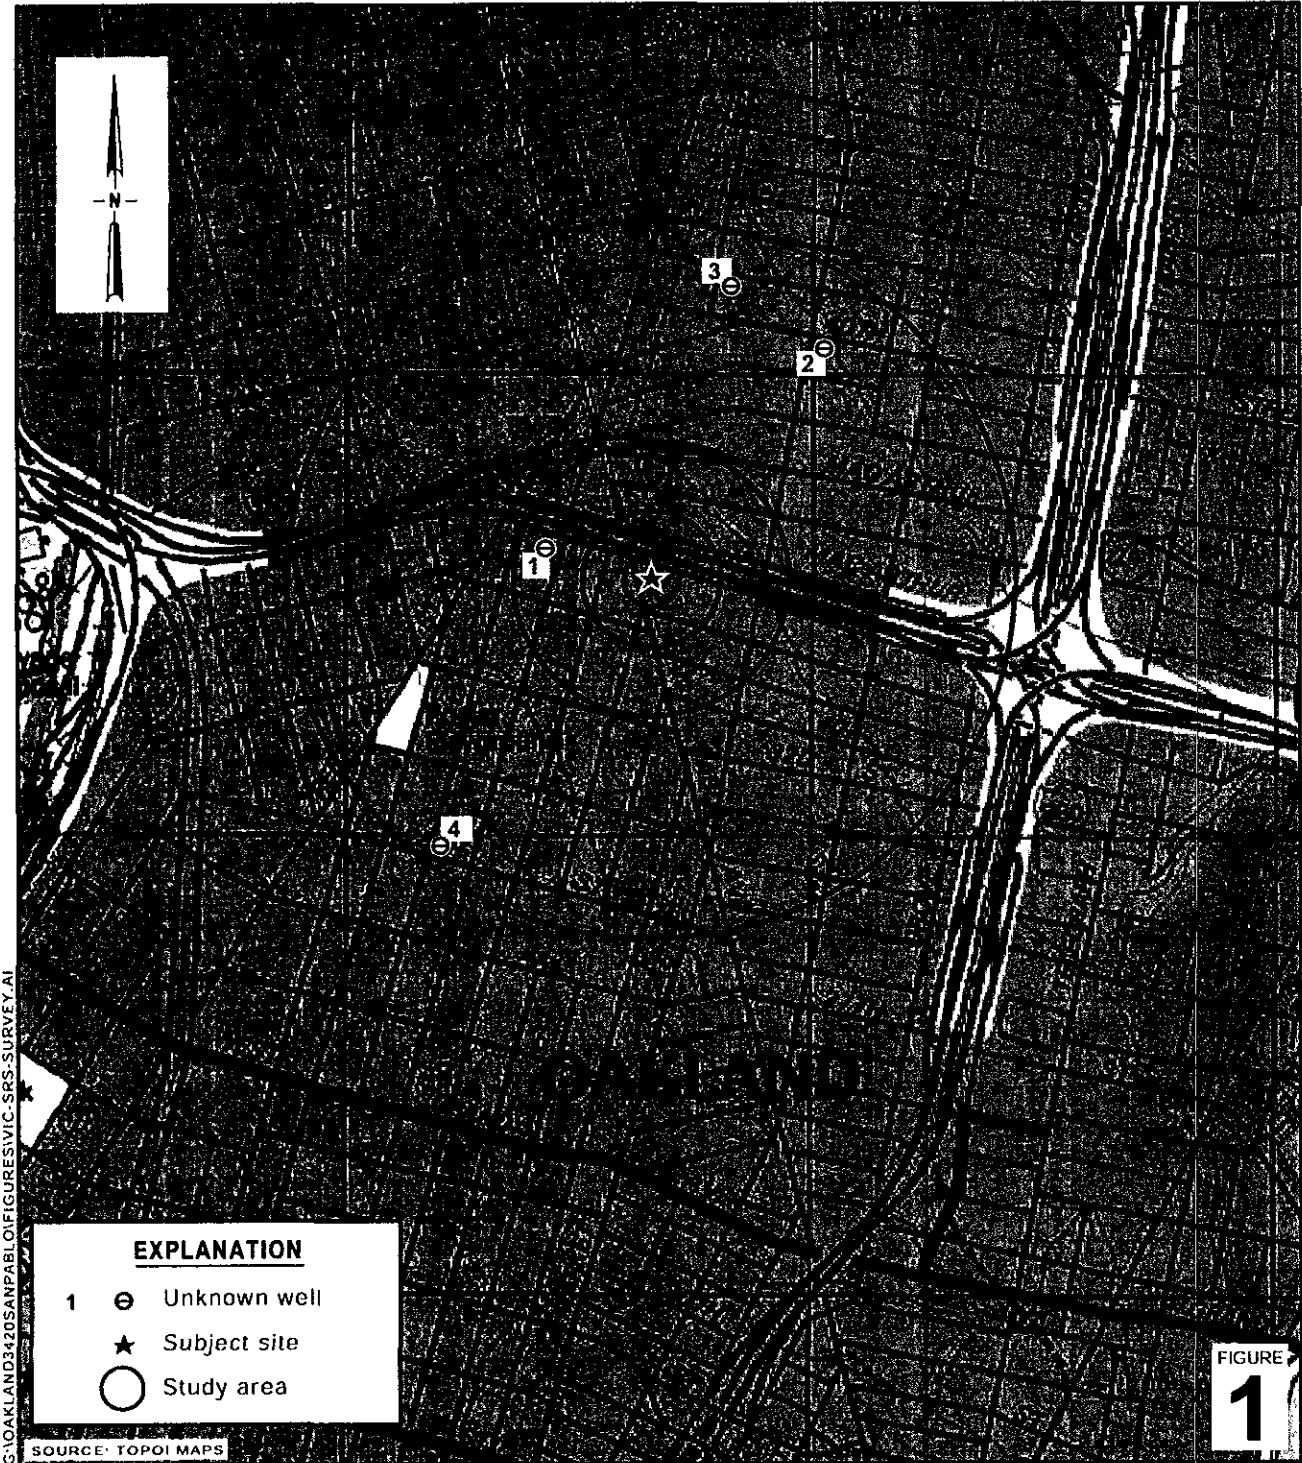 N
3
2
1
4
OAKLAND
EXPLANATION
1 Unknown well
Subject site
Study area
SOURCE: TOPO! MAPS
FIGURE
1
G:\OAKLAND3420SANPABLO\FIGURES\VIC-SRS-SURVEY.AI